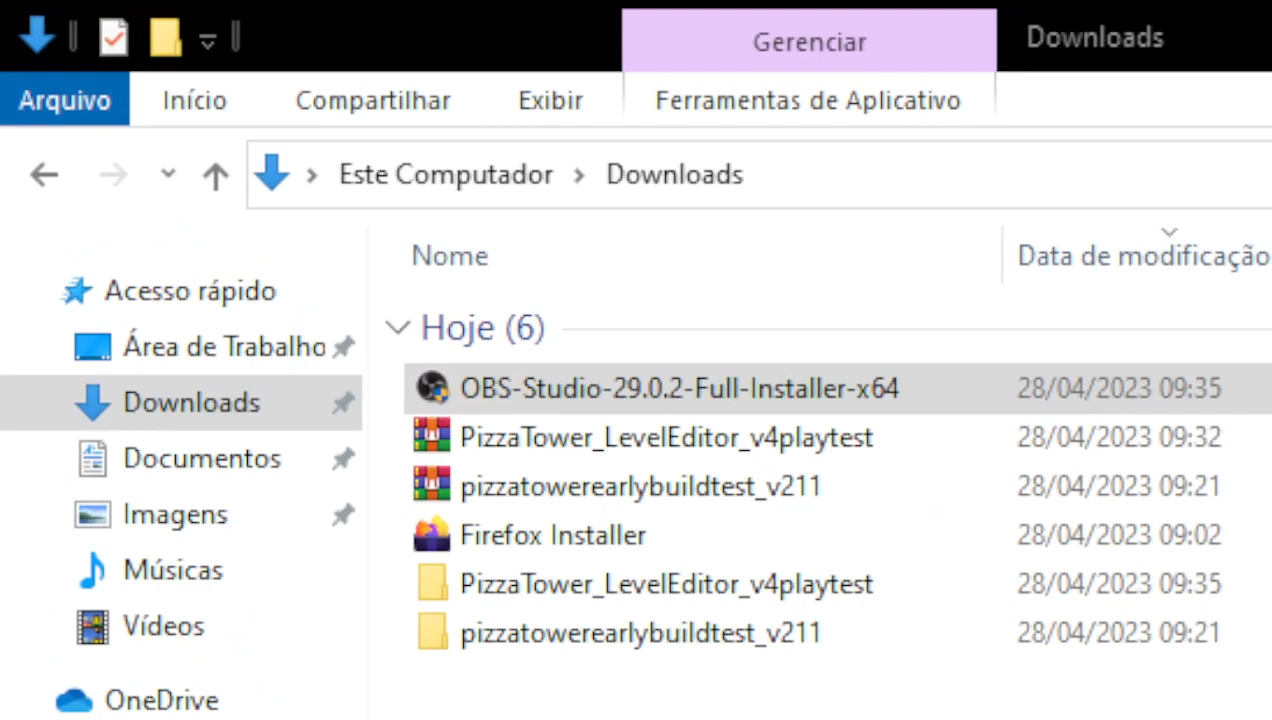 Gerenciar Downloads
Arquivo Início Compartilhar Exibir Ferramentas de Aplicativo
Este Computador Downloads
Nome Data de modificação
Acesso rápido
Área de Trabalho
Downloads
Documentos
Imagens
Músicas
Vídeos
OneDrive
Hoje (6)
OBS-Studio-29.0.2-Full-Installer-x64 28/04/2023 09:35
PizzaTower_LevelEditor_v4playtest 28/04/2023 09:32
pizzatowerearlybuildtest_v211 28/04/2023 09:21
Firefox Installer 28/04/2023 09:02
PizzaTower_LevelEditor_v4playtest 28/04/2023 09:35
pizzatowerearlybuildtest_v211 28/04/2023 09:21